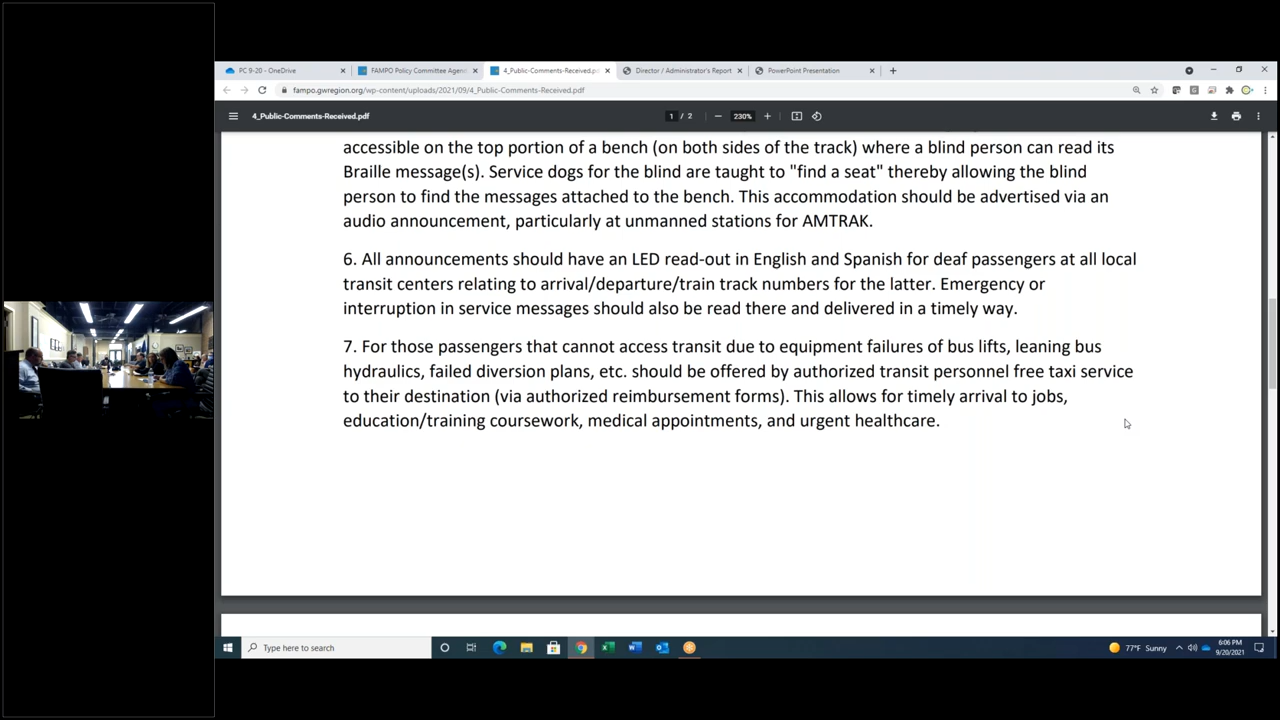 PC 9-20 - OneDrive
FAMPO Policy Committee Agend
4_Public-Comments-Received.pd
Director / Administrator's Report
PowerPoint Presentation
fampo.gwregion.org/wp-content/uploads/2021/09/4_Public-Comments-Received.pdf
4_Public-Comments-Received.pdf
1 / 2
230%
accessible on the top portion of a bench (on both sides of the track) where a blind person can read its
Braille message(s). Service dogs for the blind are taught to "find a seat" thereby allowing the blind
person to find the messages attached to the bench. This accommodation should be advertised via an
audio announcement, particularly at unmanned stations for AMTRAK.
6. All announcements should have an LED read-out in English and Spanish for deaf passengers at all local
transit centers relating to arrival/departure/train track numbers for the latter. Emergency or
interruption in service messages should also be read there and delivered in a timely way.
7. For those passengers that cannot access transit due to equipment failures of bus lifts, leaning bus
hydraulics, failed diversion plans, etc. should be offered by authorized transit personnel free taxi service
to their destination (via authorized reimbursement forms). This allows for timely arrival to jobs,
education/training coursework, medical appointments, and urgent healthcare.
Type here to search
77°F Sunny
6:06 PM
9/20/2021